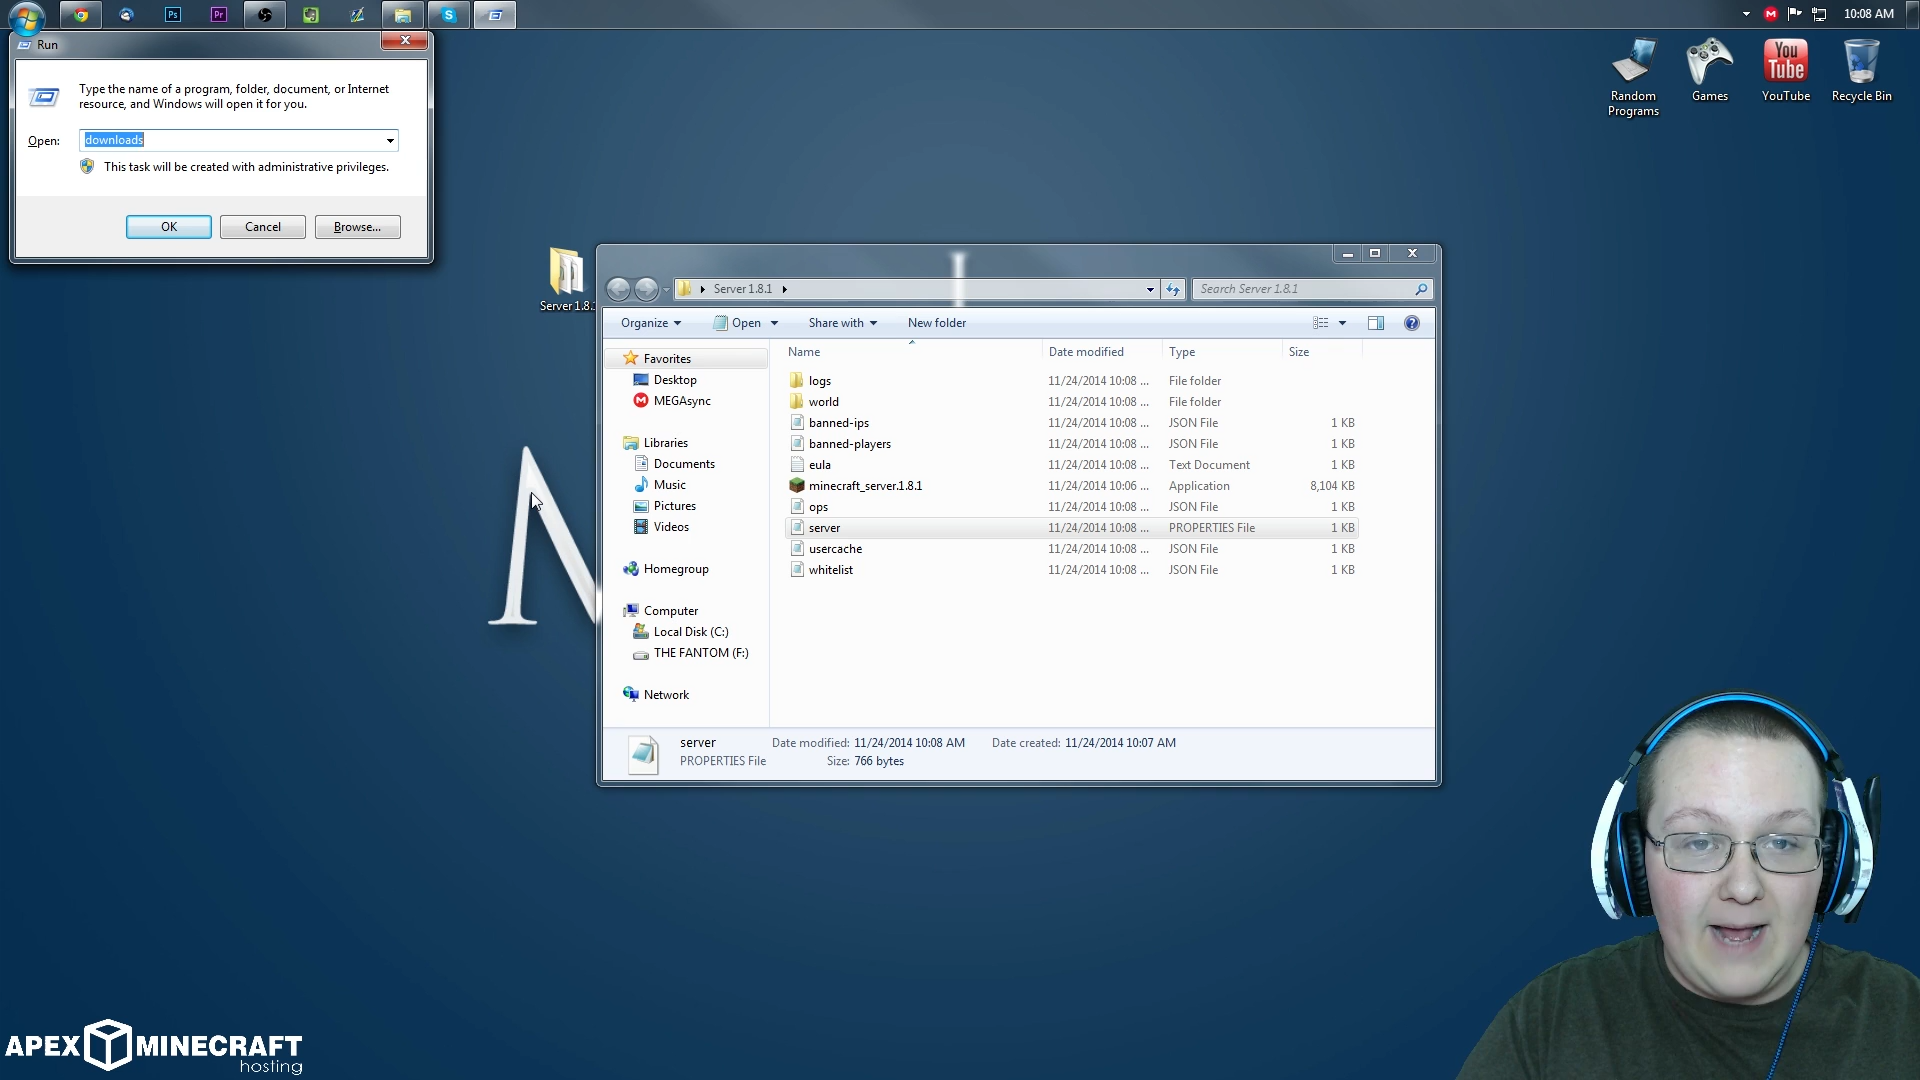 Ps
Pr
M
10:08 AM
Run
Type the name of a program, folder, document, or Internet
resource, and Windows will open it for you.
Open:
downloads
This task will be created with administrative privileges.
OK
Cancel
Browse...
Random
Programs
Games
You
Tube
YouTube
Recycle Bin
Server 1.8.
Server 1.8.1
Search Server 1.8.1
Organize
Open
Share with
New folder
Name
Date modified
Type
Size
Favorites
Desktop
MEGAsync
Libraries
Documents
Music
Pictures
Videos
Homegroup
Computer
Local Disk (C:)
THE FANTOM (F:)
Network
logs 11/24/2014 10:08 ... File folder
world 11/24/2014 10:08 ... File folder
banned-ips 11/24/2014 10:08 ... JSON File 1 KB
banned-players 11/24/2014 10:08 ... JSON File 1 KB
eula 11/24/2014 10:08 ... Text Document 1 KB
minecraft_server.1.8.1 11/24/2014 10:06 ... Application 8,104 KB
ops 11/24/2014 10:08 ... JSON File 1 KB
server 11/24/2014 10:08 ... PROPERTIES File 1 KB
usercache 11/24/2014 10:08 ... JSON File 1 KB
whitelist 11/24/2014 10:08 ... JSON File 1 KB
server Date modified: 11/24/2014 10:08 AM Date created: 11/24/2014 10:07 AM
PROPERTIES File Size: 766 bytes
APEX MINECRAFT
hosting